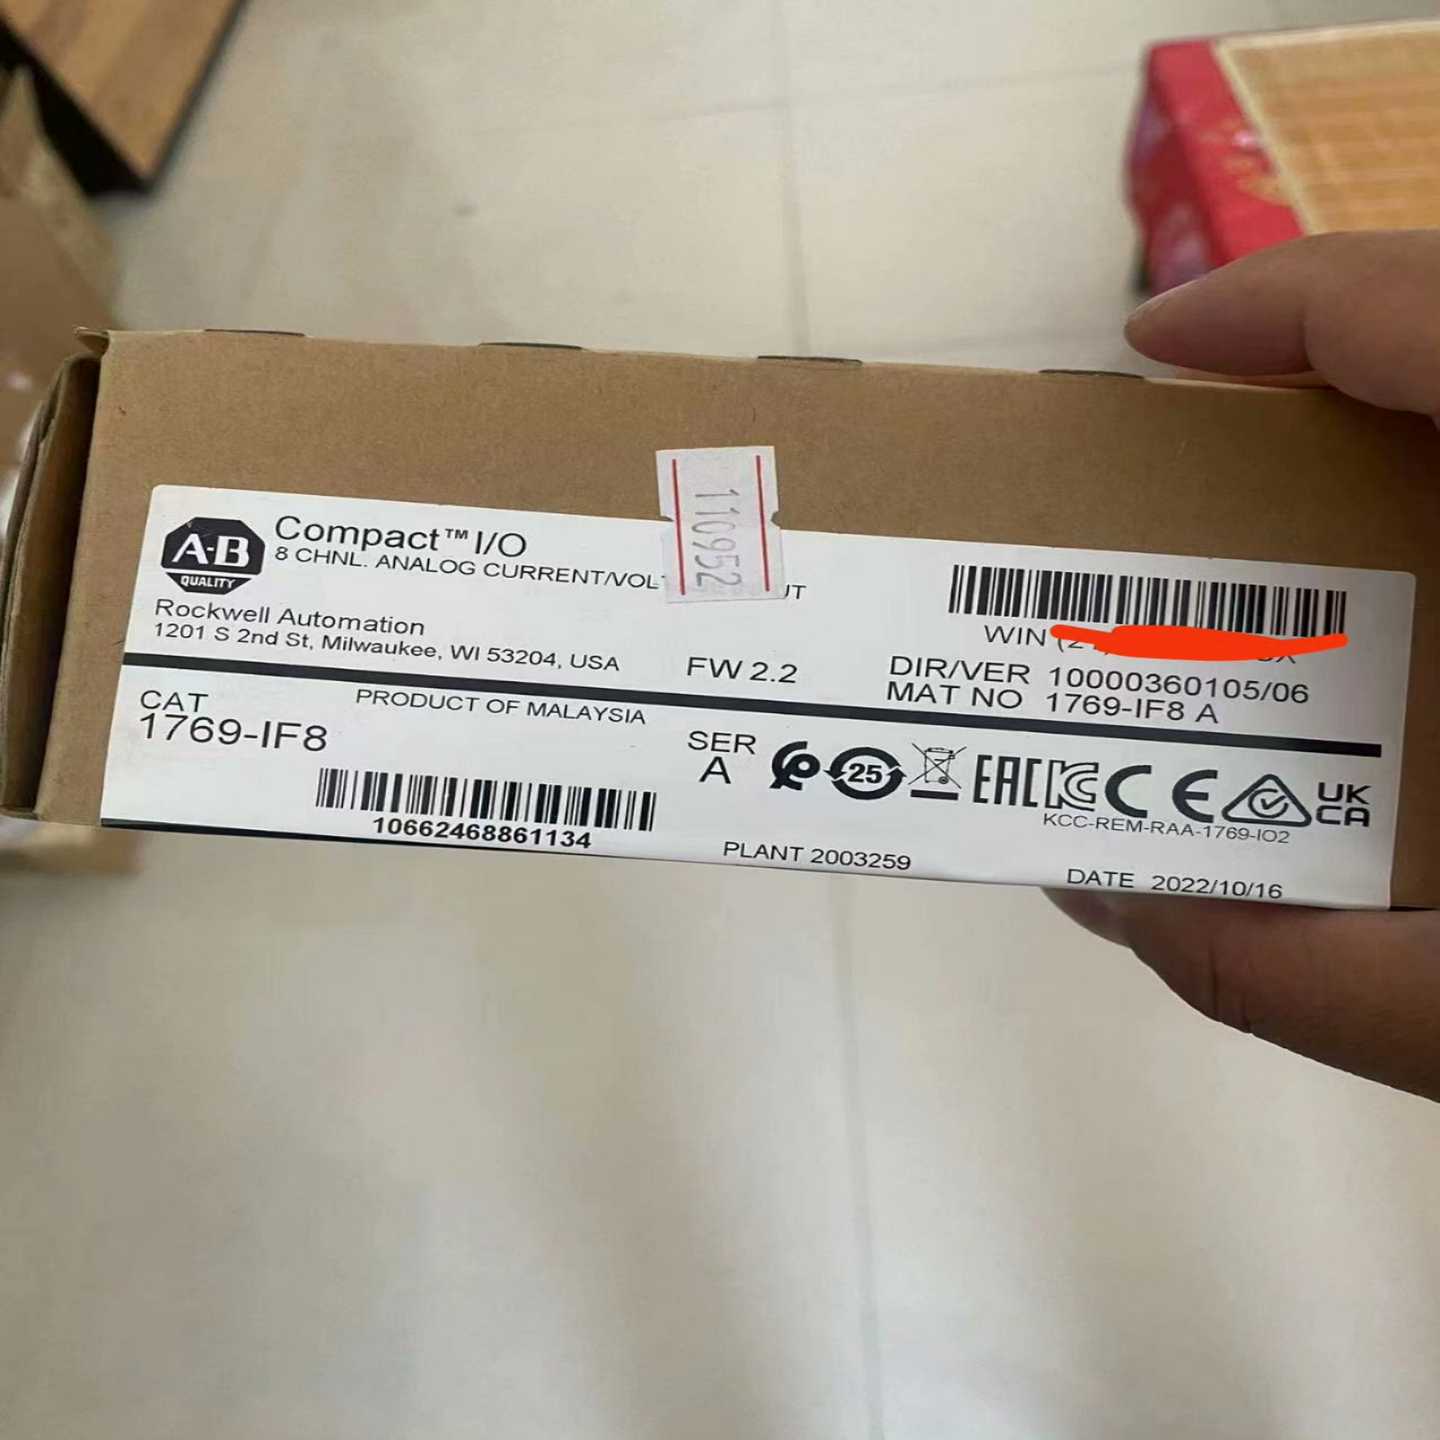 A-B
QUALITY
Compact™ I/O
8 CHNL. ANALOG CURRENT/VOL
110952
Rockwell Automation
1201 S 2nd St, Milwaukee, WI 53204, USA
FW 2.2
WIN
DIR/VER 10000360105/06
MAT NO 1769-IF8 A
CAT
1769-IF8
PRODUCT OF MALAYSIA
10662468861134
SER
A
25
EAC
KC
CE
UK
CA
KCC-REM-RAA-1769-IO2
PLANT 2003259
DATE 2022/10/16